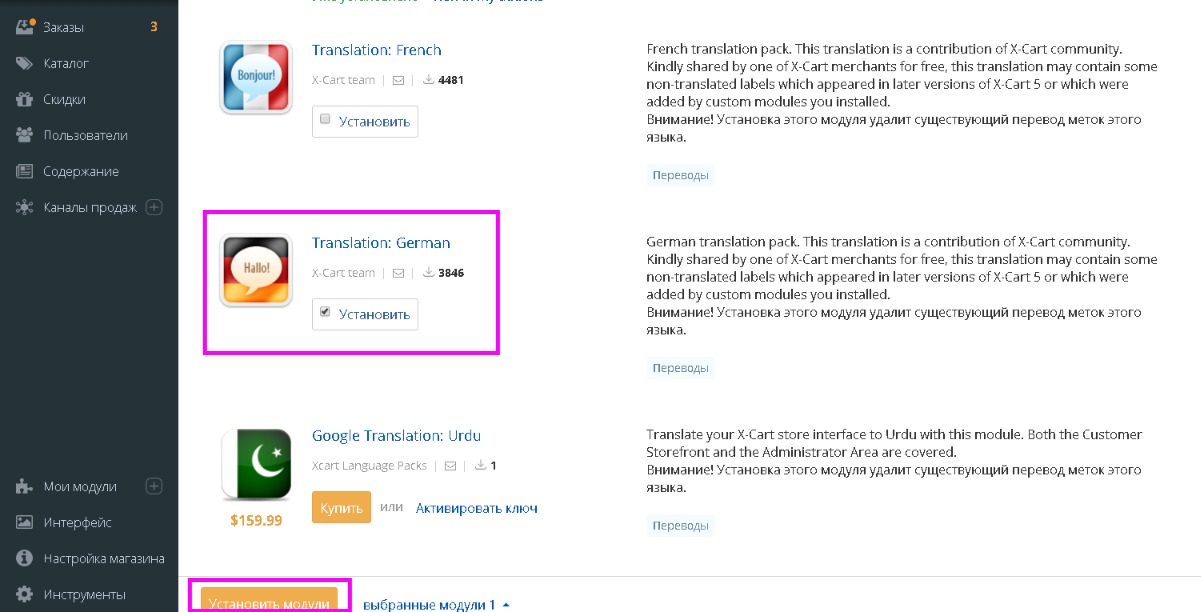 Заказы 3
Каталог
Скидки
Пользователи
Содержание
Каналы продаж
Мои модули
Интерфейс
Настройка магазина
Инструменты
Translation: French
X-Cart team | | 4481
Установить
Bonjour!
French translation pack. This translation is a contribution of X-Cart community.
Kindly shared by one of X-Cart merchants for free, this translation may contain some
non-translated labels which appeared in later versions of X-Cart 5 or which were
added by custom modules you installed.
Внимание! Установка этого модуля удалит существующий перевод меток этого
языка.
Переводы
Translation: German
X-Cart team | | 3846
Установить
Hallo!
German translation pack. This translation is a contribution of X-Cart community.
Kindly shared by one of X-Cart merchants for free, this translation may contain some
non-translated labels which appeared in later versions of X-Cart 5 or which were
added by custom modules you installed.
Внимание! Установка этого модуля удалит существующий перевод меток этого
языка.
Переводы
Google Translation: Urdu
Xcart Language Packs | | 1
$159.99
Купить или Активировать ключ
Translate your X-Cart store interface to Urdu with this module. Both the Customer
Storefront and the Administrator Area are covered.
Внимание! Установка этого модуля удалит существующий перевод меток этого
языка.
Переводы
Установить модули
выбранные модули 1